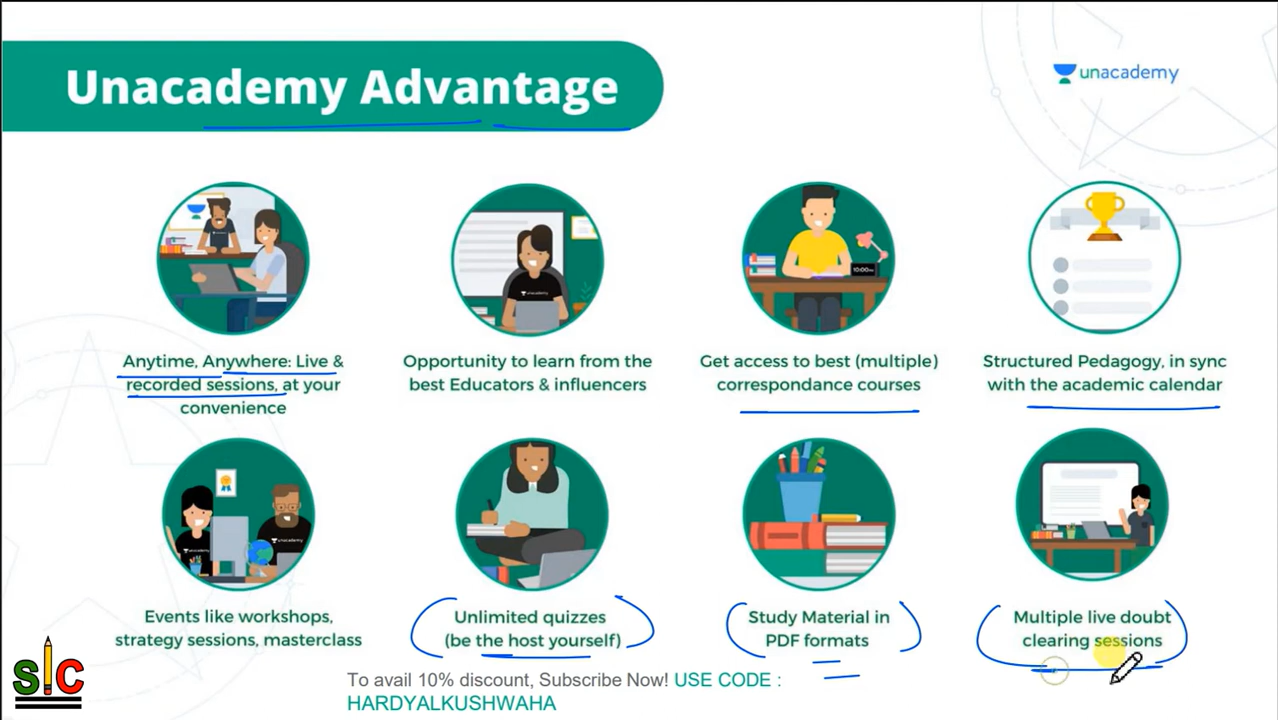 Unacademy Advantage
unacademy
Anytime, Anywhere: Live &
recorded sessions, at your
convenience
Opportunity to learn from the
best Educators & influencers
Get access to best (multiple)
correspondance courses
Structured Pedagogy, in sync
with the academic calendar
10:00
unacademy
Events like workshops,
strategy sessions, masterclass
Unlimited quizzes
(be the host yourself)
Study Material in
PDF formats
Multiple live doubt
clearing sessions
SIC
To avail 10% discount, Subscribe Now! USE CODE :
HARDYALKUSHWAHA